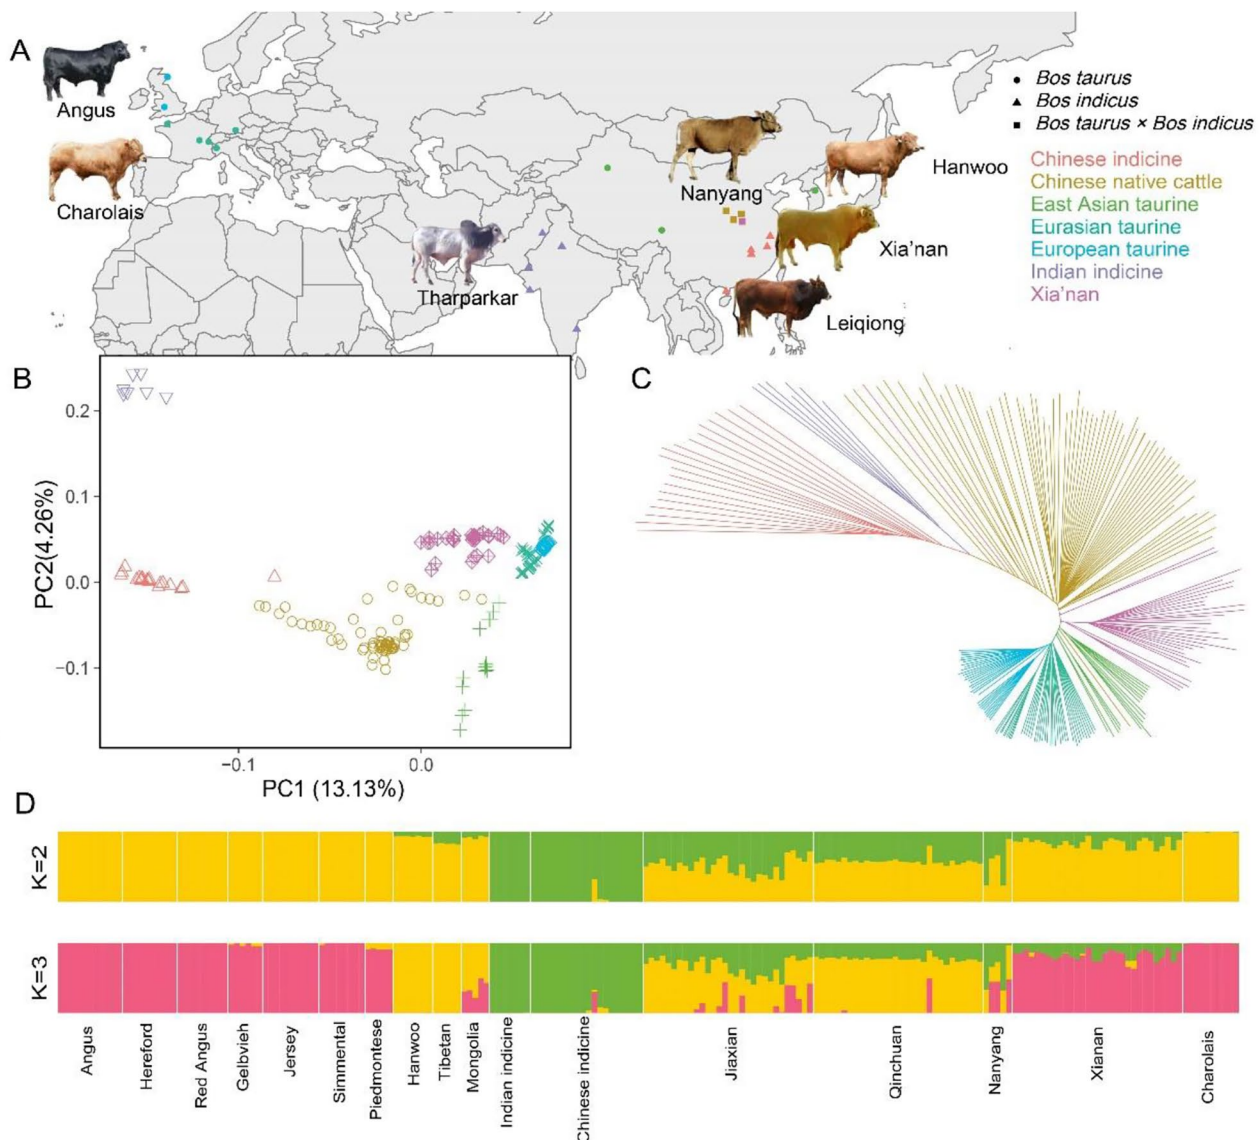 A
Angus
Charolais
Tharparkar
Nanyang
Hanwoo
Xia'nan
Leiqiong
Bos taurus
Bos indicus
Bos taurus × Bos indicus
Chinese indicine
Chinese native cattle
East Asian taurine
Eurasian taurine
European taurine
Indian indicine
Xia'nan
B
0.2
0.1
0.0
−0.1
PC2(4.26%)
−0.1
0.0
PC1 (13.13%)
C
D
K=2
K=3
Angus
Hereford
Red Angus
Gelbvieh
Jersey
Simmental
Piedmontese
Hanwoo
Tibetan
Mongolia
Indian indicine
Chinese indicine
Jiaxian
Qinchuan
Nanyang
Xianan
Charolais